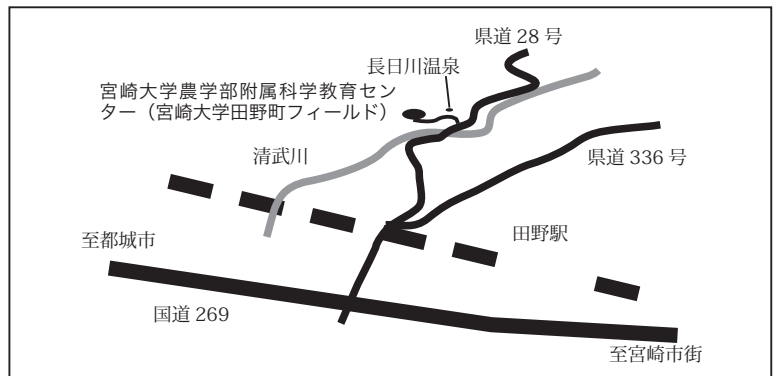 県道 28 号
長日川温泉
宮崎大学農学部附属科学教育セン
ター（宮崎大学田野町フィールド）
清武川
県道 336 号
田野駅
至都城市
国道 269
至宮崎市街